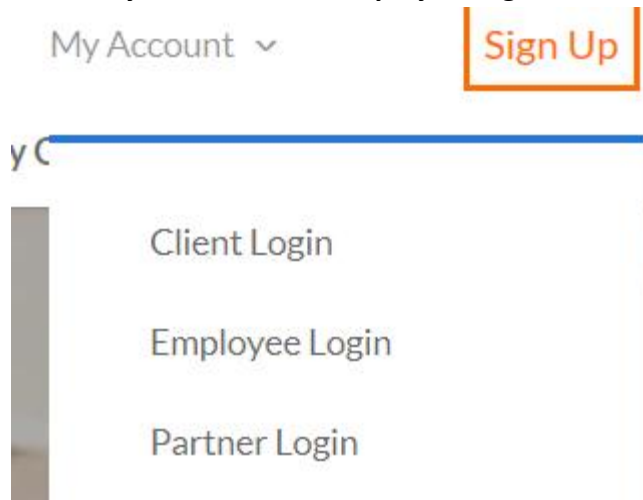 My Account
Sign Up
y
Client Login
Employee Login
Partner Login